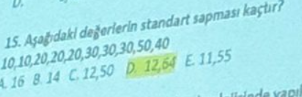 15. Aşağıdaki değerlerin standart sapması kaçtır?
10,10,20,20,20,30,30,30,50,40
A. 16 B. 14 C. 12,50 D. 12,64 E. 11,55